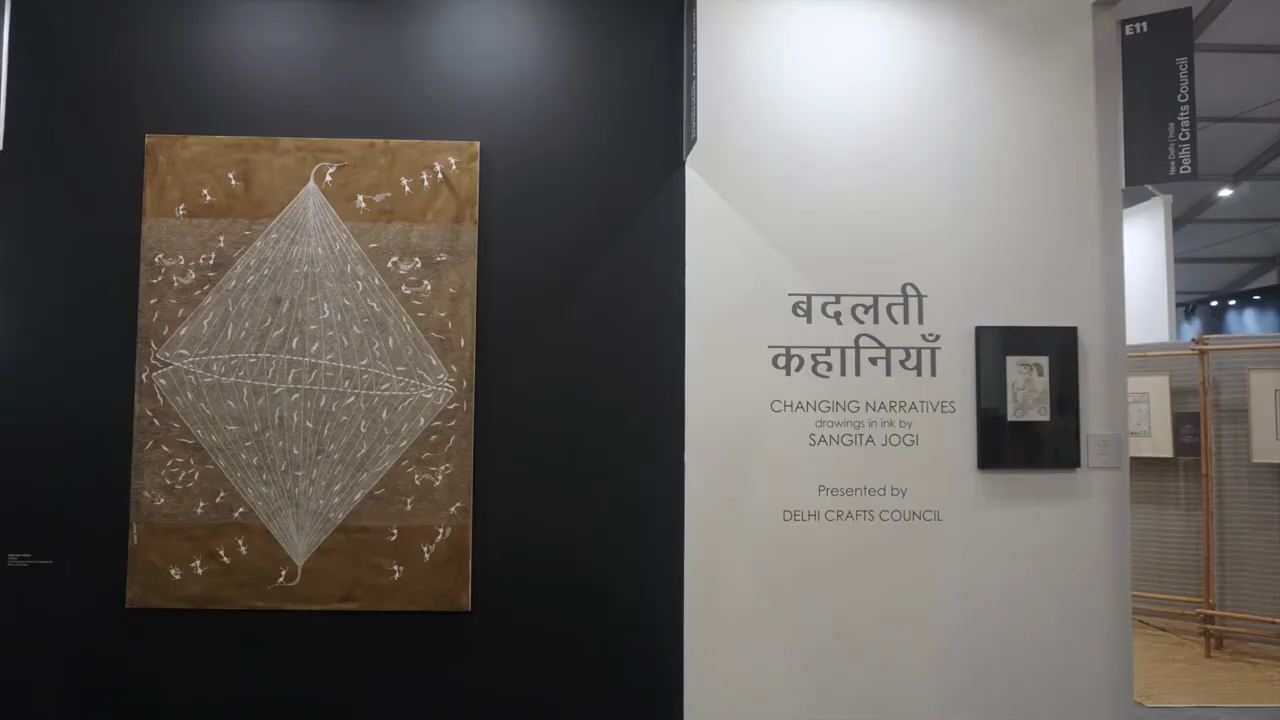 बदलती
कहानियाँ
CHANGING NARRATIVES
drawings in ink by
SANGITA JOGI
Presented by
DELHI CRAFTS COUNCIL
E11
New Delhi | India
Delhi Crafts Council